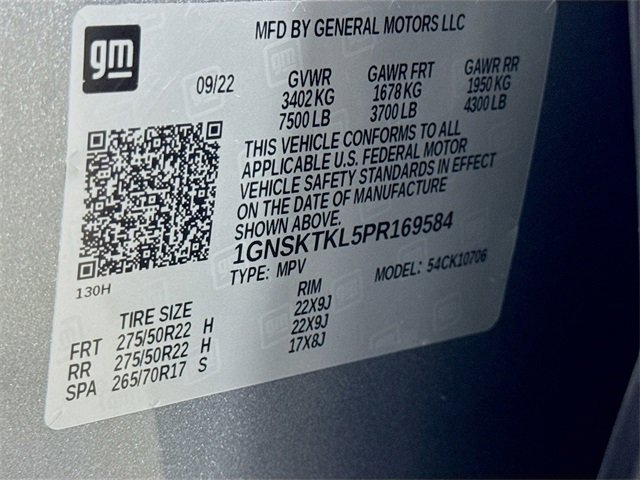 gm
MFD BY GENERAL MOTORS LLC
09/22 GVWR GAWR FRT GAWR RR
3402 KG 1678 KG 1950 KG
7500 LB 3700 LB 4300 LB
THIS VEHICLE CONFORMS TO ALL
APPLICABLE U.S. FEDERAL MOTOR
VEHICLE SAFETY STANDARDS IN EFFECT
ON THE DATE OF MANUFACTURE
SHOWN ABOVE.
1GNSKTKL5PR169584
TYPE: MPV MODEL: 54CK10706
130H
TIRE SIZE RIM
FRT 275/50R22 H 22X9J
RR 275/50R22 H 22X9J
SPA 265/70R17 S 17X8J